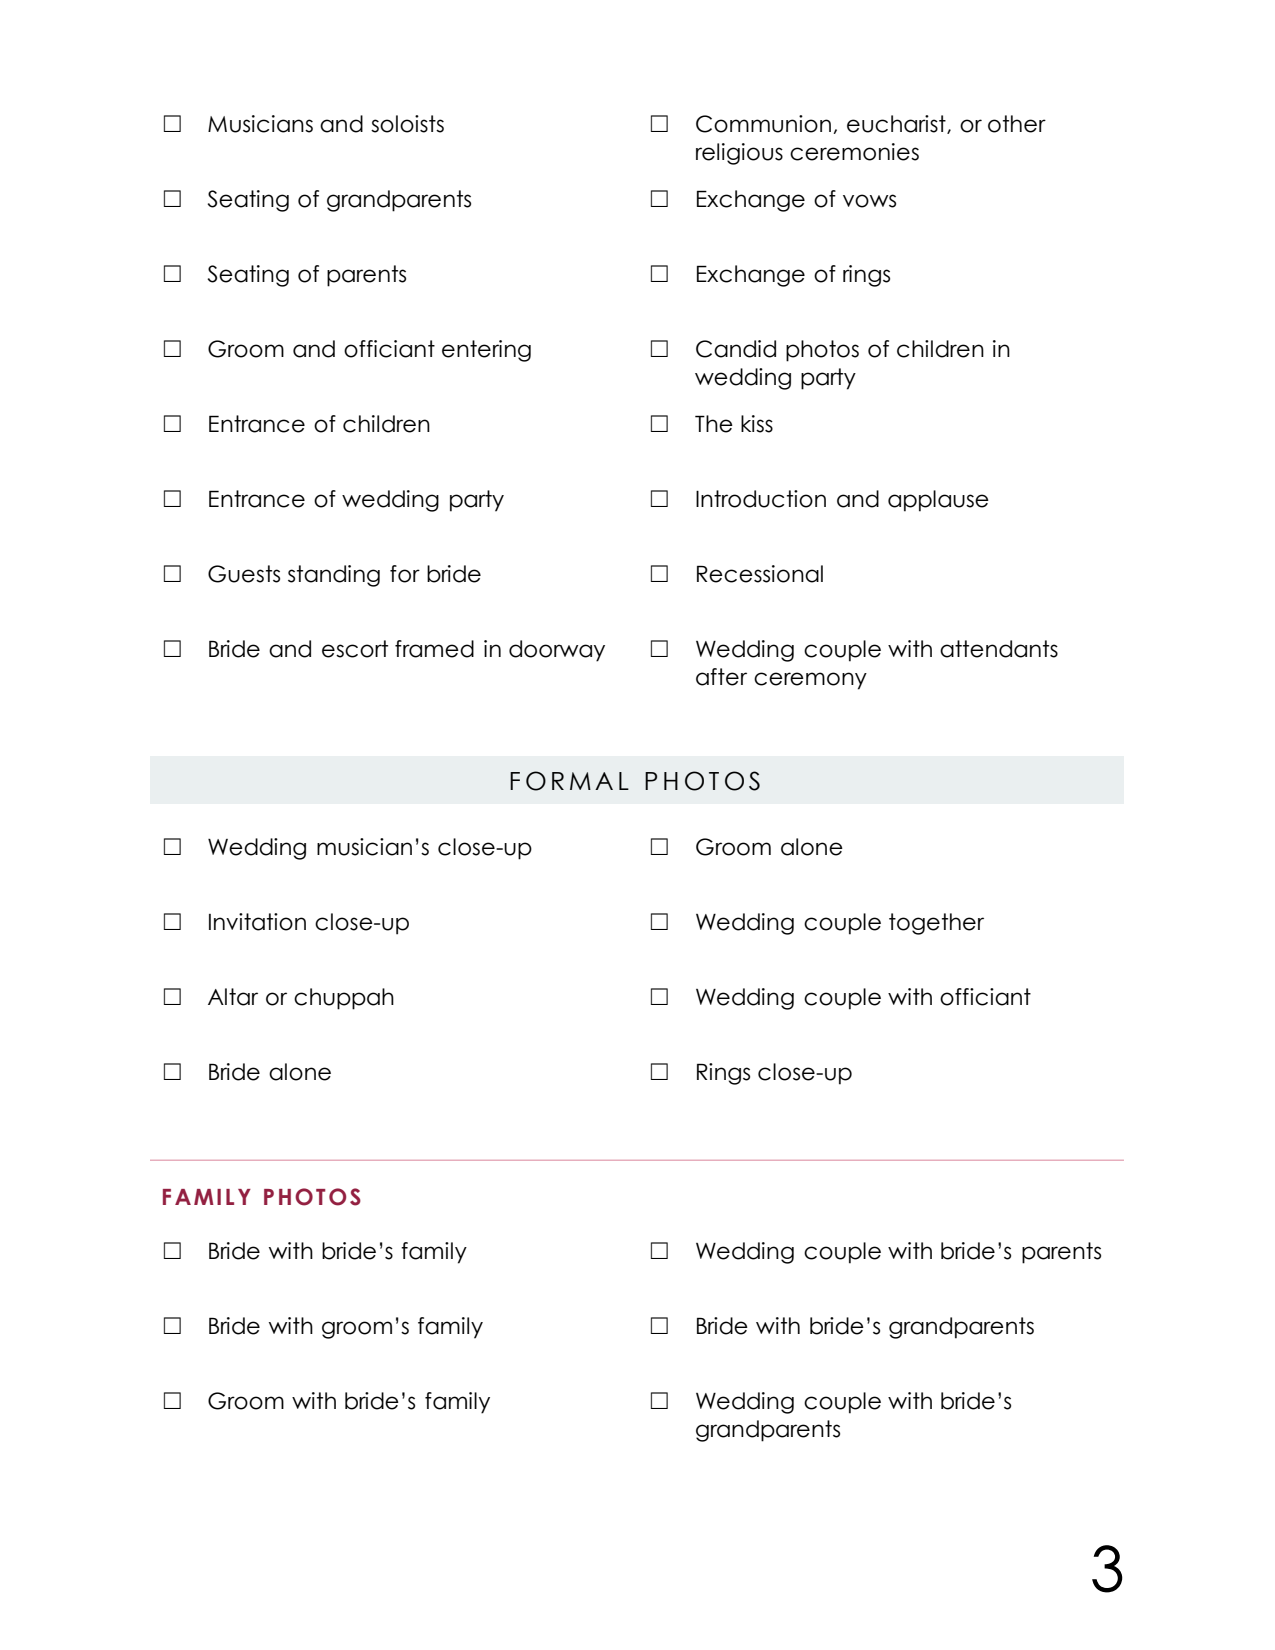 ☐ Musicians and soloists
☐ Seating of grandparents
☐ Seating of parents
☐ Groom and officiant entering
☐ Entrance of children
☐ Entrance of wedding party
☐ Guests standing for bride
☐ Bride and escort framed in doorway
☐ Communion, eucharist, or other
religious ceremonies
☐ Exchange of vows
☐ Exchange of rings
☐ Candid photos of children in
wedding party
☐ The kiss
☐ Introduction and applause
☐ Recessional
☐ Wedding couple with attendants
after ceremony
FORMAL PHOTOS
☐ Wedding musician’s close-up
☐ Invitation close-up
☐ Altar or chuppah
☐ Bride alone
☐ Groom alone
☐ Wedding couple together
☐ Wedding couple with officiant
☐ Rings close-up
FAMILY PHOTOS
☐ Bride with bride’s family
☐ Bride with groom’s family
☐ Groom with bride’s family
☐ Wedding couple with bride’s parents
☐ Bride with bride’s grandparents
☐ Wedding couple with bride’s
grandparents
3